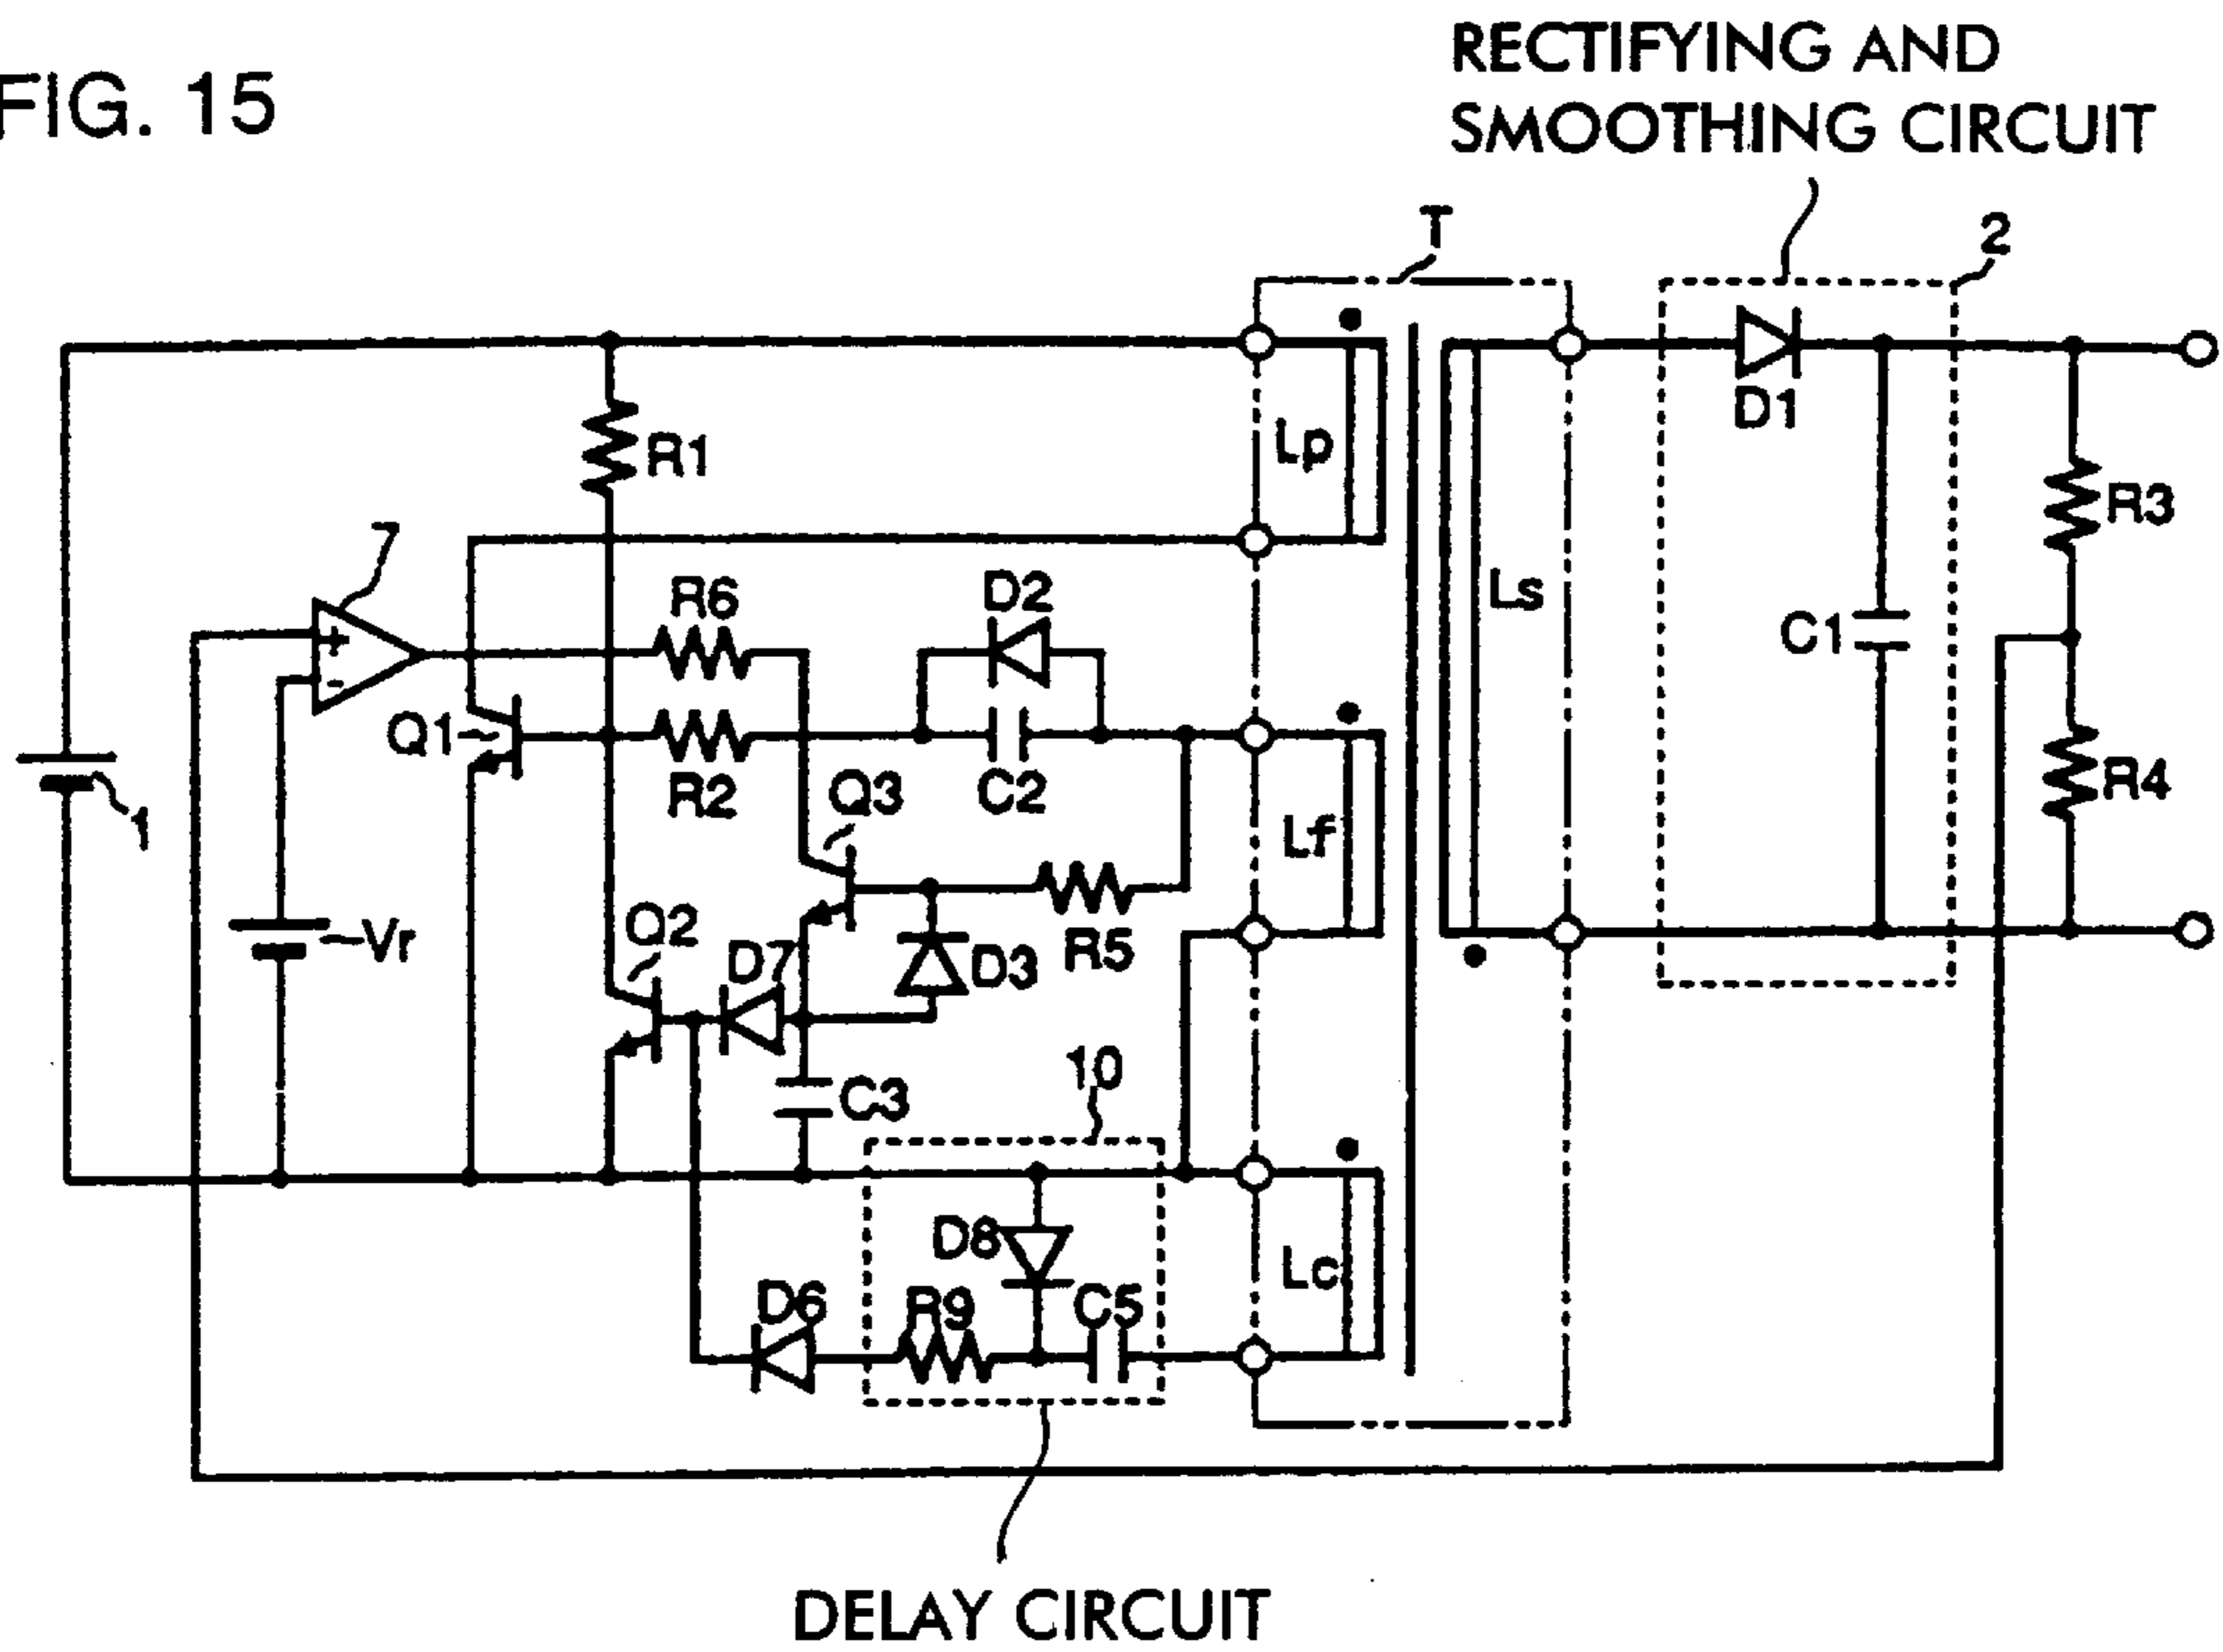 FIG. 15
RECTIFYING AND
SMOOTHING CIRCUIT
T
2
R1
Lp
D1
R3
7
R6
D2
Ls
C1
+
-
Q1
R2
Q3
C2
Lf
R4
1
Vr
Q2
D7
D3
R5
C3
10
D8
Lc
D6
R9
C5
DELAY CIRCUIT